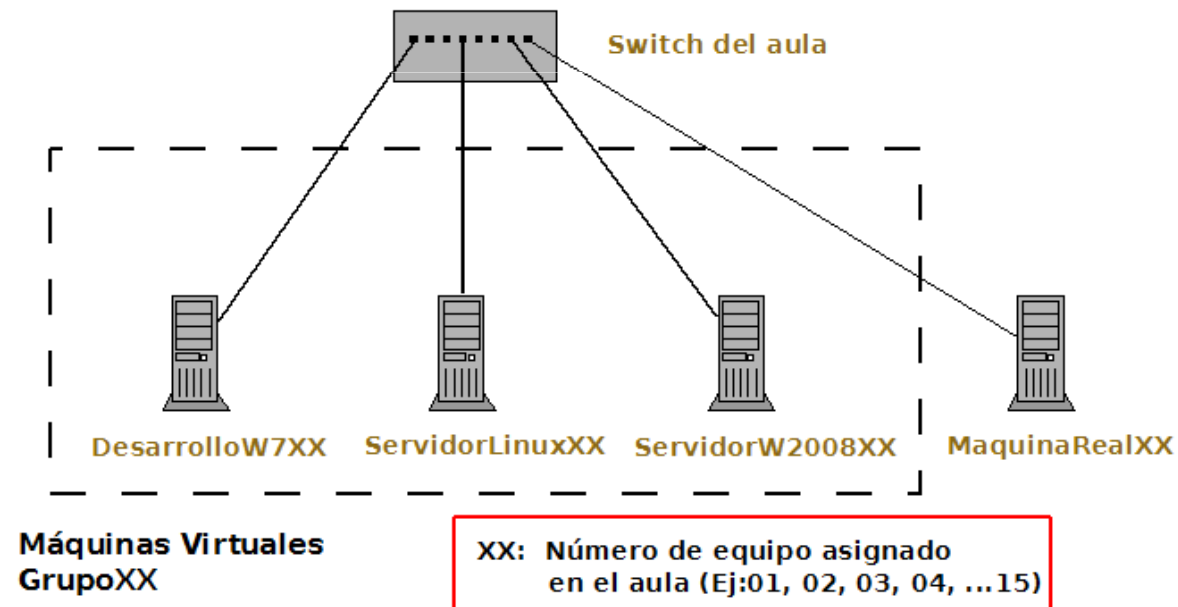 Switch del aula
DesarrolloW7XX
ServidorLinuxXX
ServidorW2008XX
MaquinaRealXX
Máquinas Virtuales
GrupoXX
XX: Número de equipo asignado
en el aula (Ej:01, 02, 03, 04, ...15)